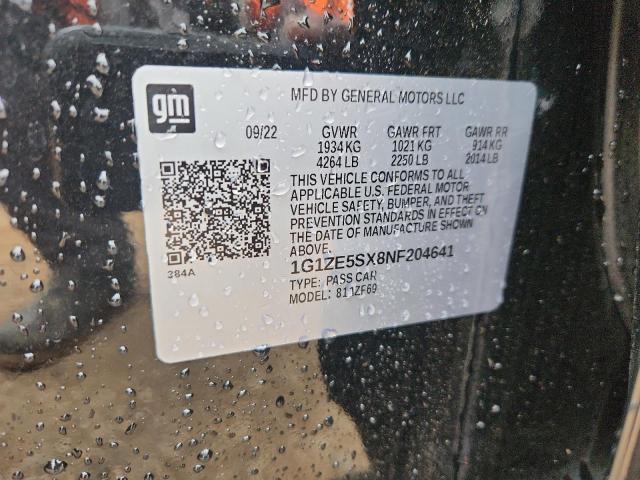 gm
MFD BY GENERAL MOTORS LLC
09/22 GVWR GAWR FRT GAWR RR
1934 KG 1021 KG 914 KG
4264 LB 2250 LB 2014 LB
THIS VEHICLE CONFORMS TO ALL
APPLICABLE U.S. FEDERAL MOTOR
VEHICLE SAFETY, BUMPER, AND THEFT
PREVENTION STANDARDS IN EFFECT ON
THE DATE OF MANUFACTURE SHOWN
ABOVE.
384A
1G1ZE5SX8NF204641
TYPE: PASS CAR
MODEL: